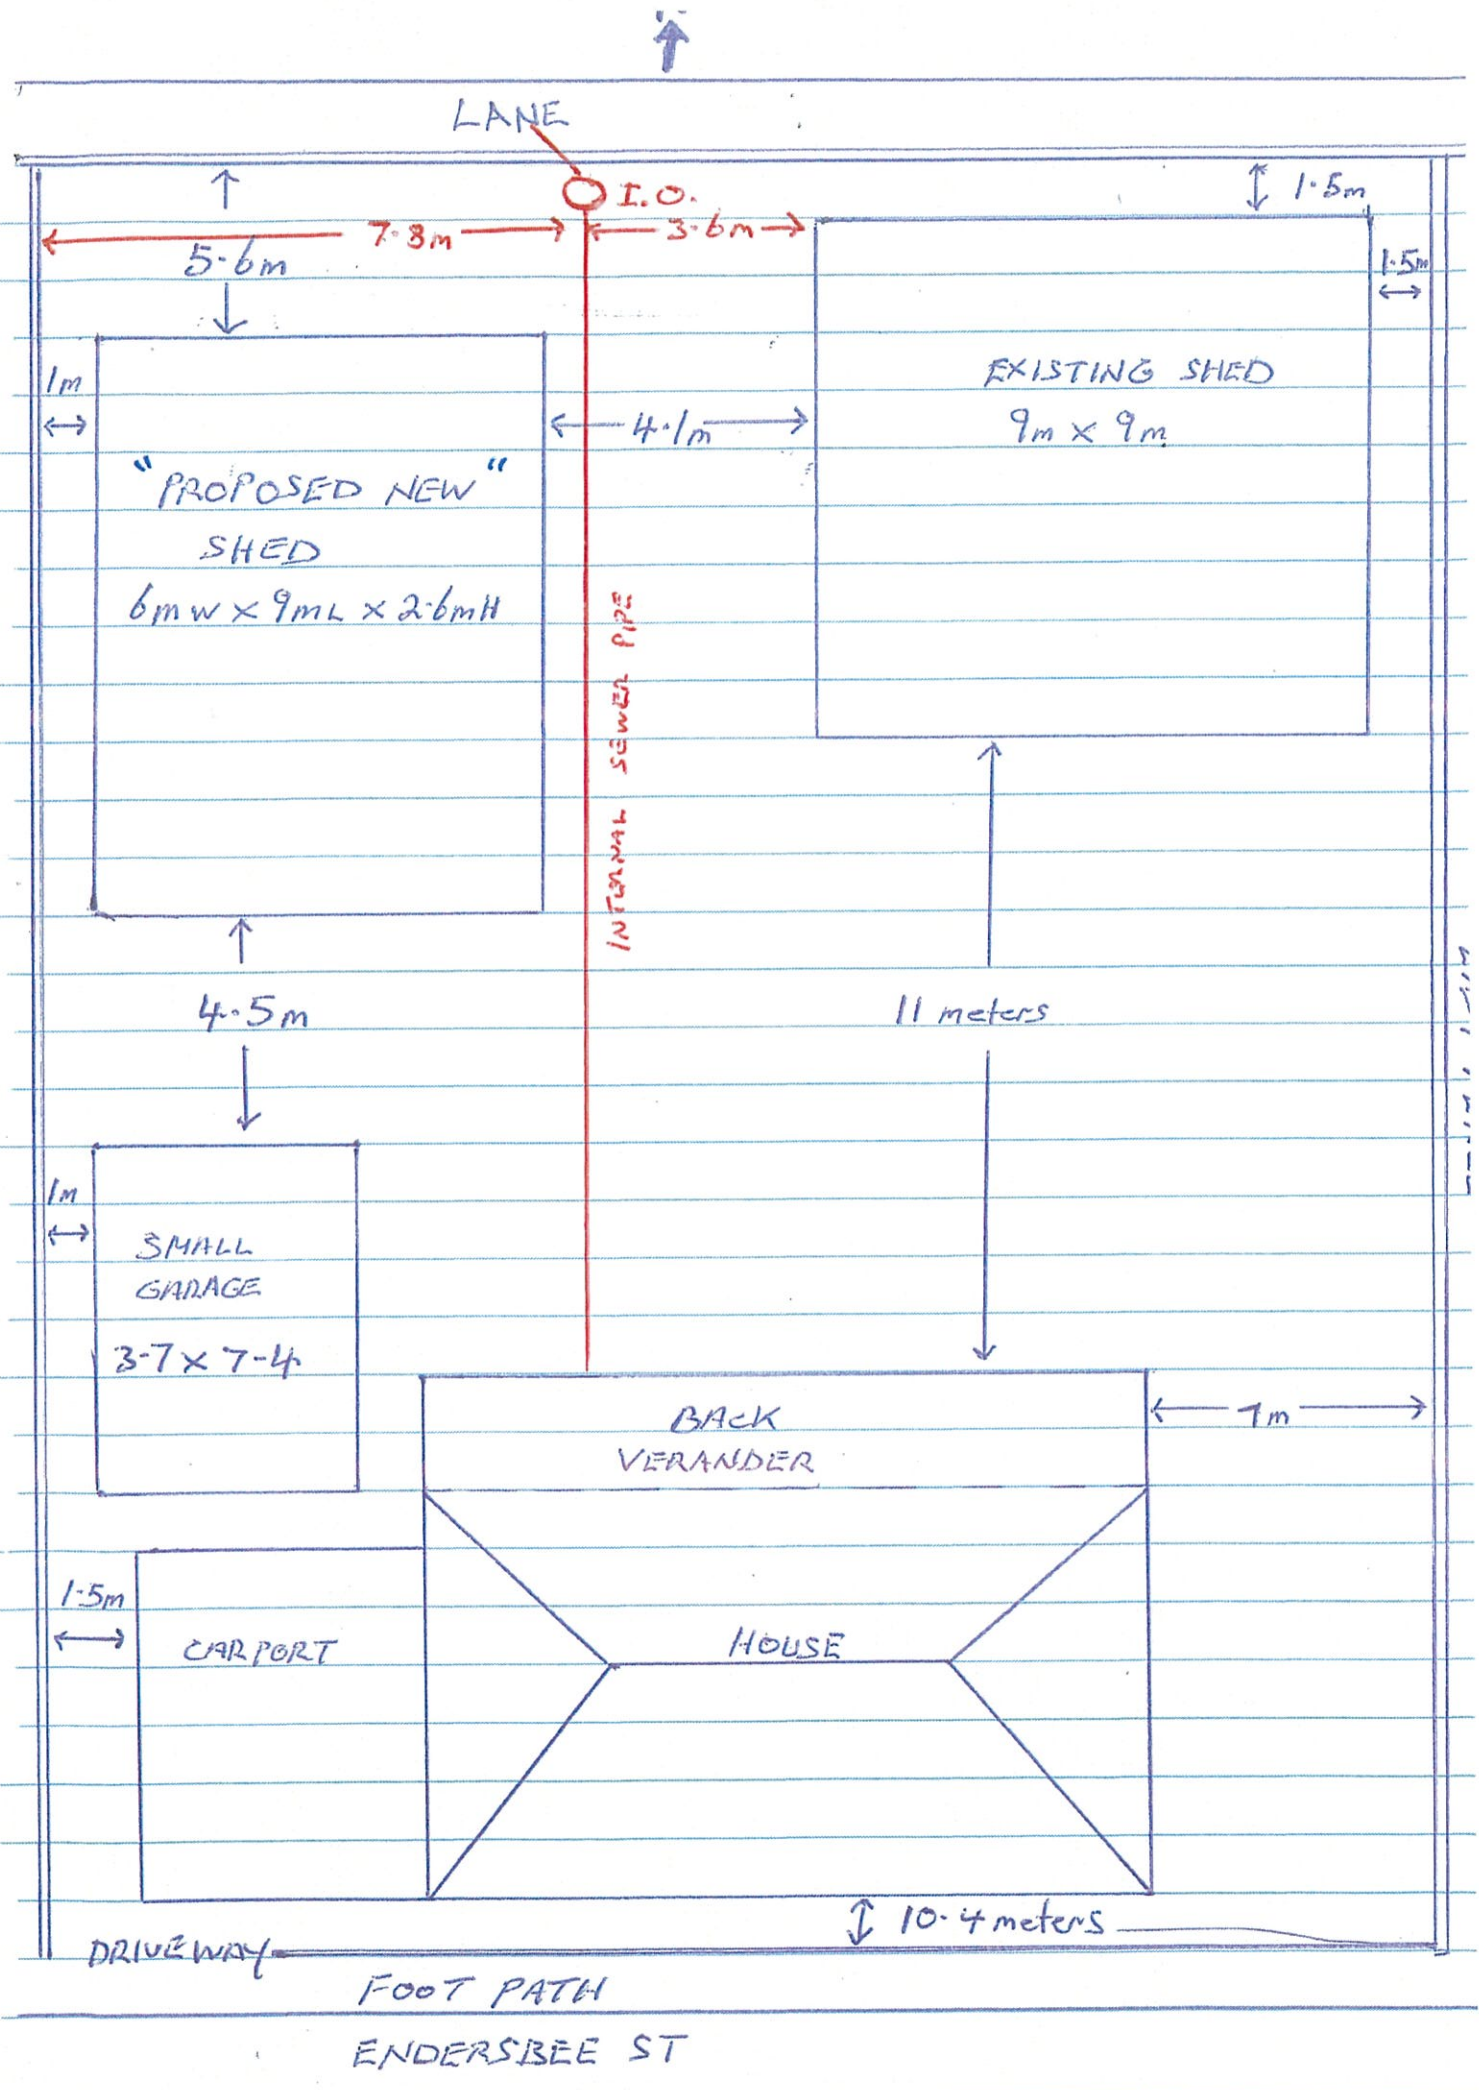 LANE
I.O.
1.5m
7.3m
3.6m
5.6m
1.5m
1m
EXISTING SHED
9m x 9m
4.1m
"PROPOSED NEW"
SHED
6mW x 9mL x 2.6mH
INTERNAL SEWER PIPE
4.5m
11 meters
1m
SMALL
GARAGE
3-7 x 7-4
BACK
VERANDER
1.5m
CARPORT
HOUSE
10.4 meters
DRIVEWAY
FOOT PATH
ENDERSBEE ST